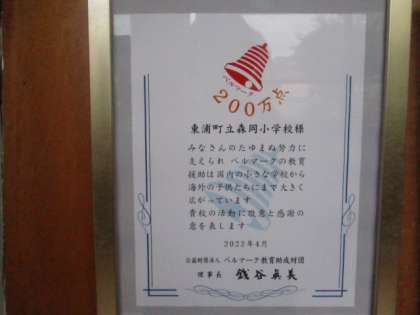 ベルマーク
200万点
東浦町立森岡小学校様
みなさんのたゆまぬ努力に
支えられ ベルマークの教育
援助は国内の小さな学校から
海外の子供たちにまで大きく
広がっています
貴校の活動に敬意と感謝の
意を表します
2022年4月
公益財団法人 ベルマーク教育助成財団
理事長 銭谷眞美